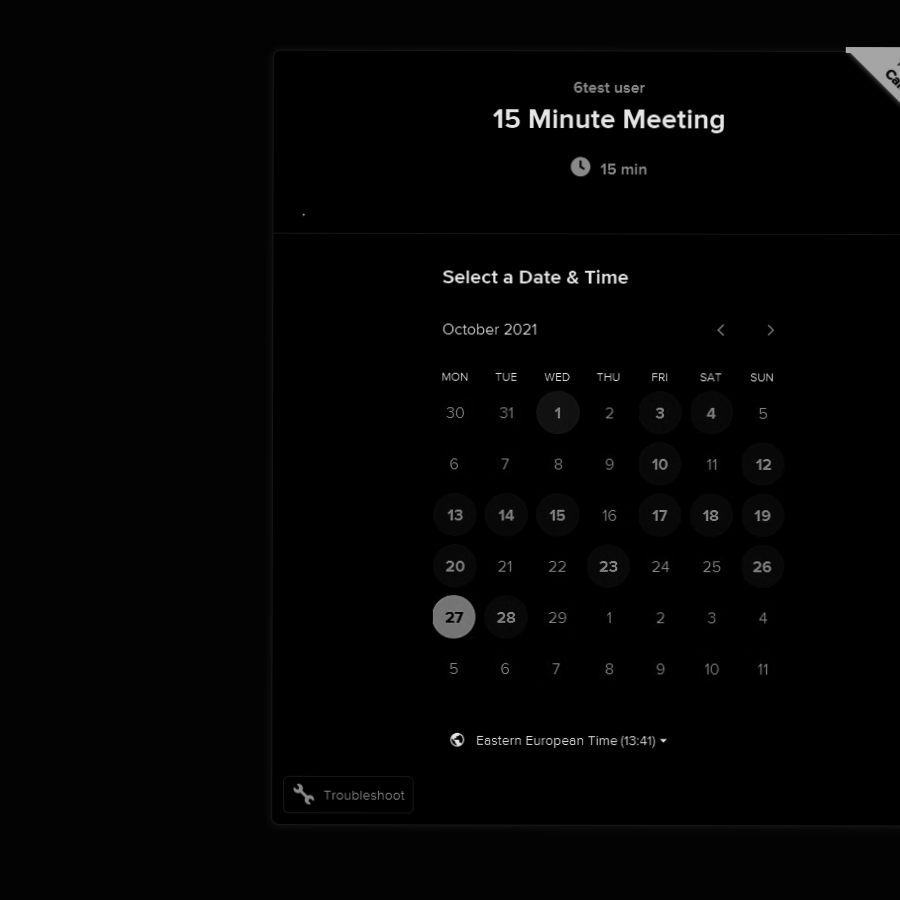 6test user
15 Minute Meeting
15 min
Select a Date & Time
October 2021
MON TUE WED THU FRI SAT SUN
30 31 1 2 3 4 5
6 7 8 9 10 11 12
13 14 15 16 17 18 19
20 21 22 23 24 25 26
27 28 29 1 2 3 4
5 6 7 8 9 10 11
Eastern European Time (13:41)
Troubleshoot